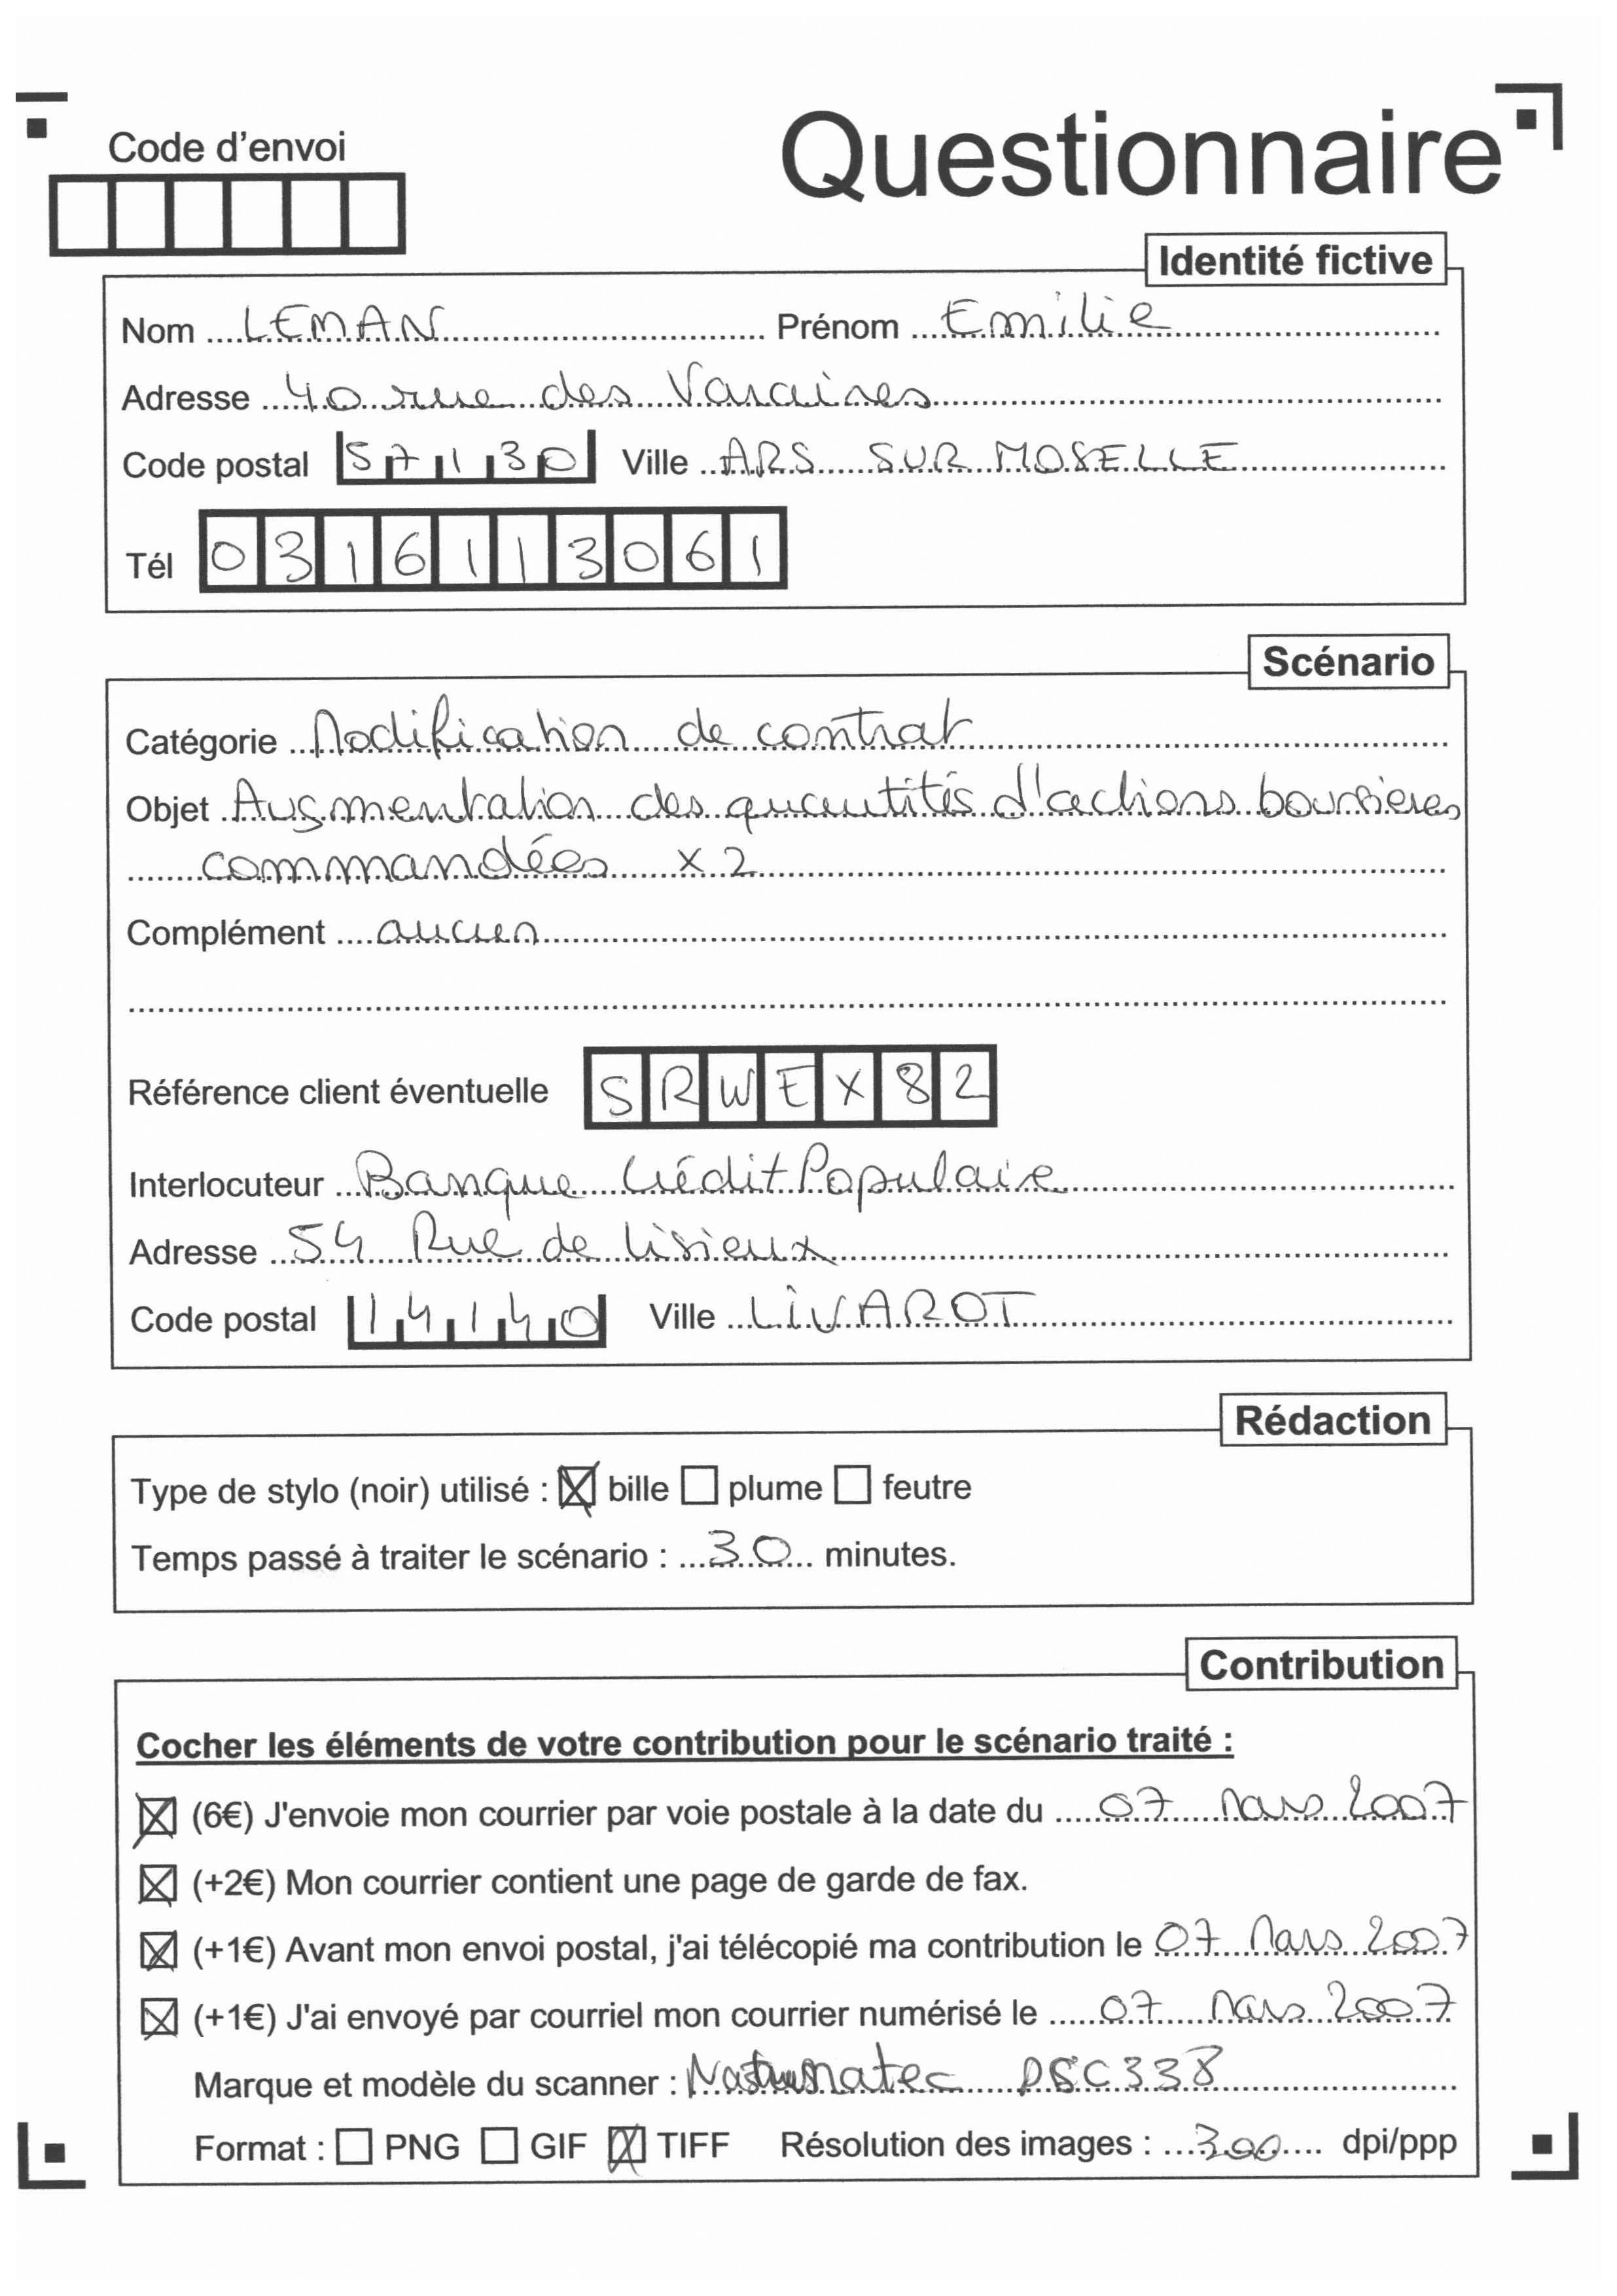 Code d'envoi
Questionnaire
Identité fictive
Nom LEMAN Prénom Emilie
Adresse 40 rue des Varaines
Code postal 57130 Ville ARS SUR MOSELLE
Tél 0316113061
Scénario
Catégorie Modification de contrat
Objet Augmentation des quantités d'actions boursieres
commandées x2
Complément aucun
Référence client éventuelle SRWEX82
Interlocuteur Banque Crédit Populaire
Adresse 54 Rue de lisieux
Code postal 14140 Ville LIVAROT
Rédaction
Type de stylo (noir) utilisé : ☒ bille ☐ plume ☐ feutre
Temps passé à traiter le scénario : 30 minutes.
Contribution
Cocher les éléments de votre contribution pour le scénario traité :
☒ (6€) J'envoie mon courrier par voie postale à la date du 07 Mars 2007
☒ (+2€) Mon courrier contient une page de garde de fax.
☒ (+1€) Avant mon envoi postal, j'ai télécopié ma contribution le 07 Mars 2007
☒ (+1€) J'ai envoyé par courriel mon courrier numérisé le 07 Mars 2007
Marque et modèle du scanner : DSC338
Format : ☐ PNG ☐ GIF ☒ TIFF Résolution des images : 300 dpi/ppp